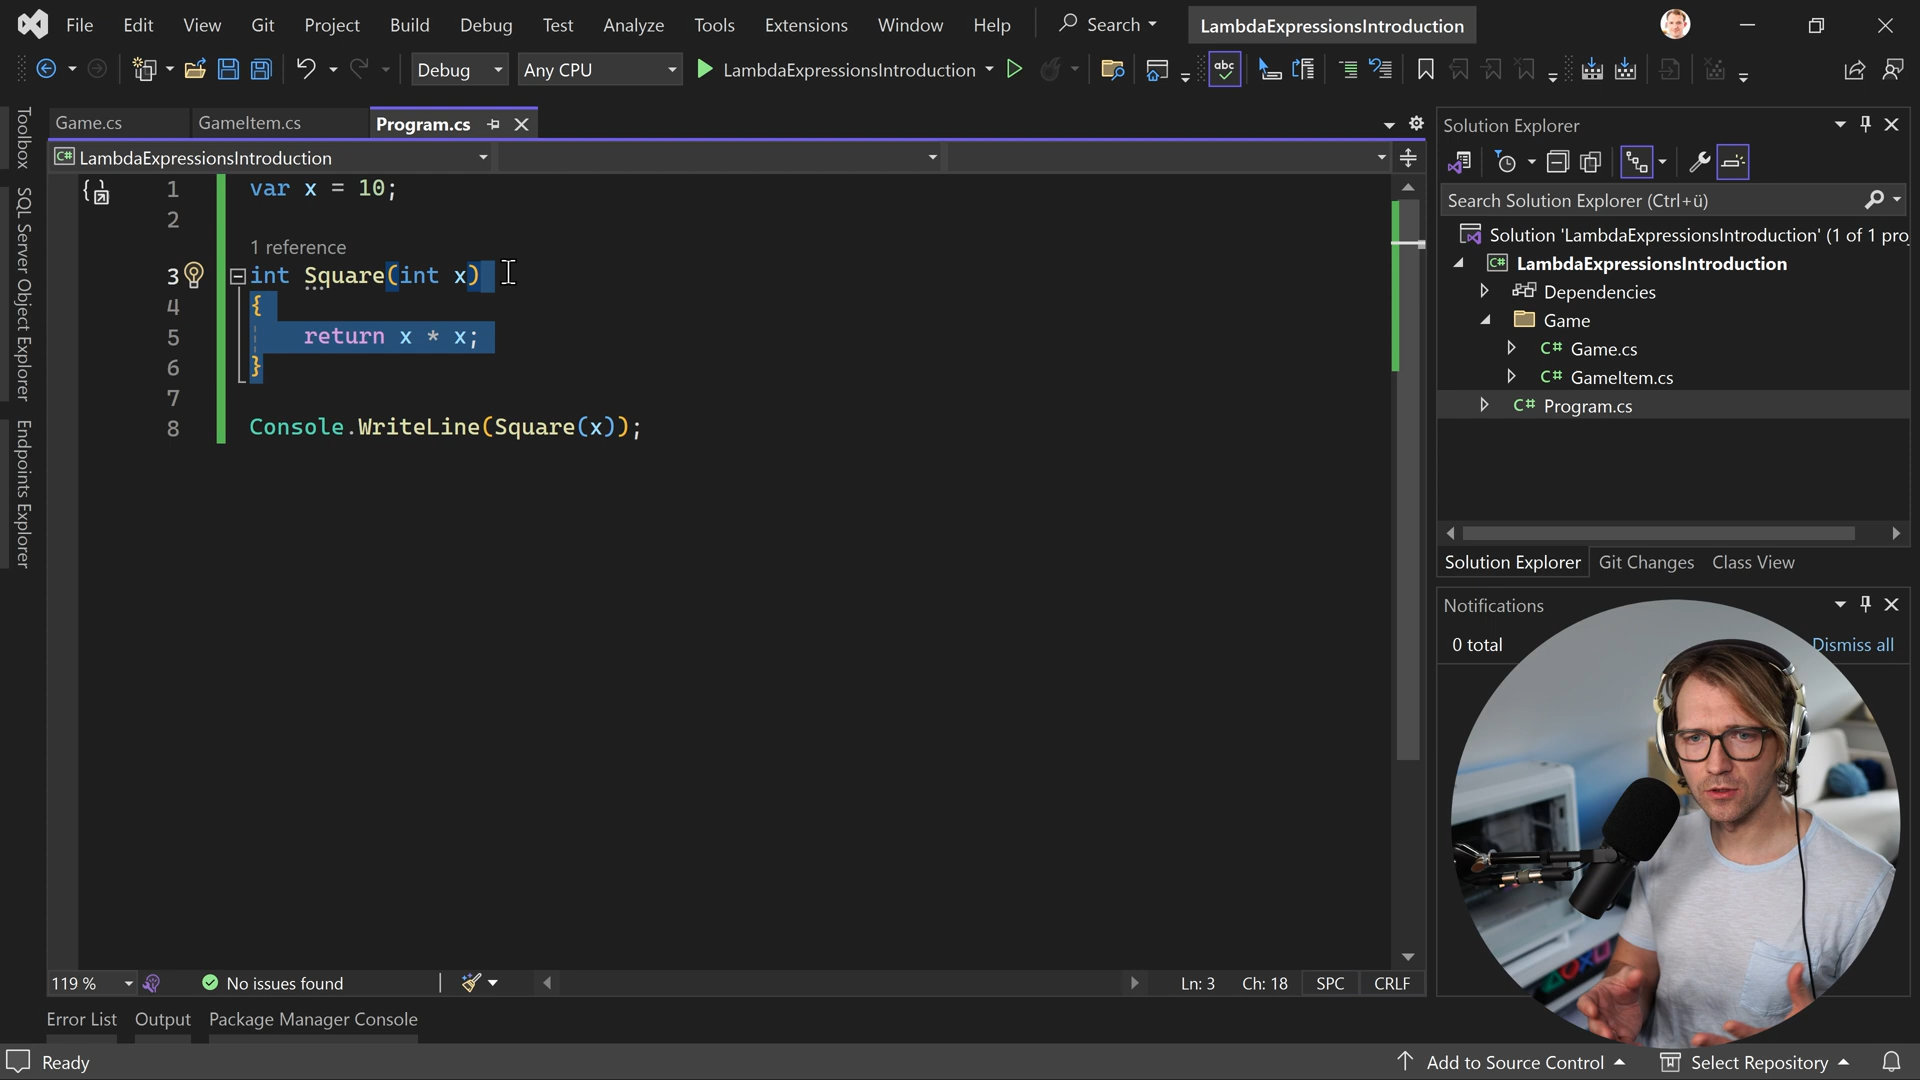 File Edit View Git Project Build Debug Test Analyze Tools Extensions Window Help Search LambdaExpressionsIntroduction
Debug Any CPU LambdaExpressionsIntroduction
Toolbox
SQL Server Object Explorer
Endpoints Explorer
Game.cs GameItem.cs Program.cs
C# LambdaExpressionsIntroduction
1 var x = 10;
2
1 reference
3 int Square(int x)
4 {
5 return x * x;
6 }
7
8 Console.WriteLine(Square(x));
119 % No issues found Ln: 3 Ch: 18 SPC CRLF
Error List Output Package Manager Console
Solution Explorer
Search Solution Explorer (Ctrl+ü)
Solution 'LambdaExpressionsIntroduction' (1 of 1 pro
C# LambdaExpressionsIntroduction
Dependencies
Game
C# Game.cs
C# GameItem.cs
C# Program.cs
Solution Explorer Git Changes Class View
Notifications
0 total Dismiss all
Ready Add to Source Control Select Repository